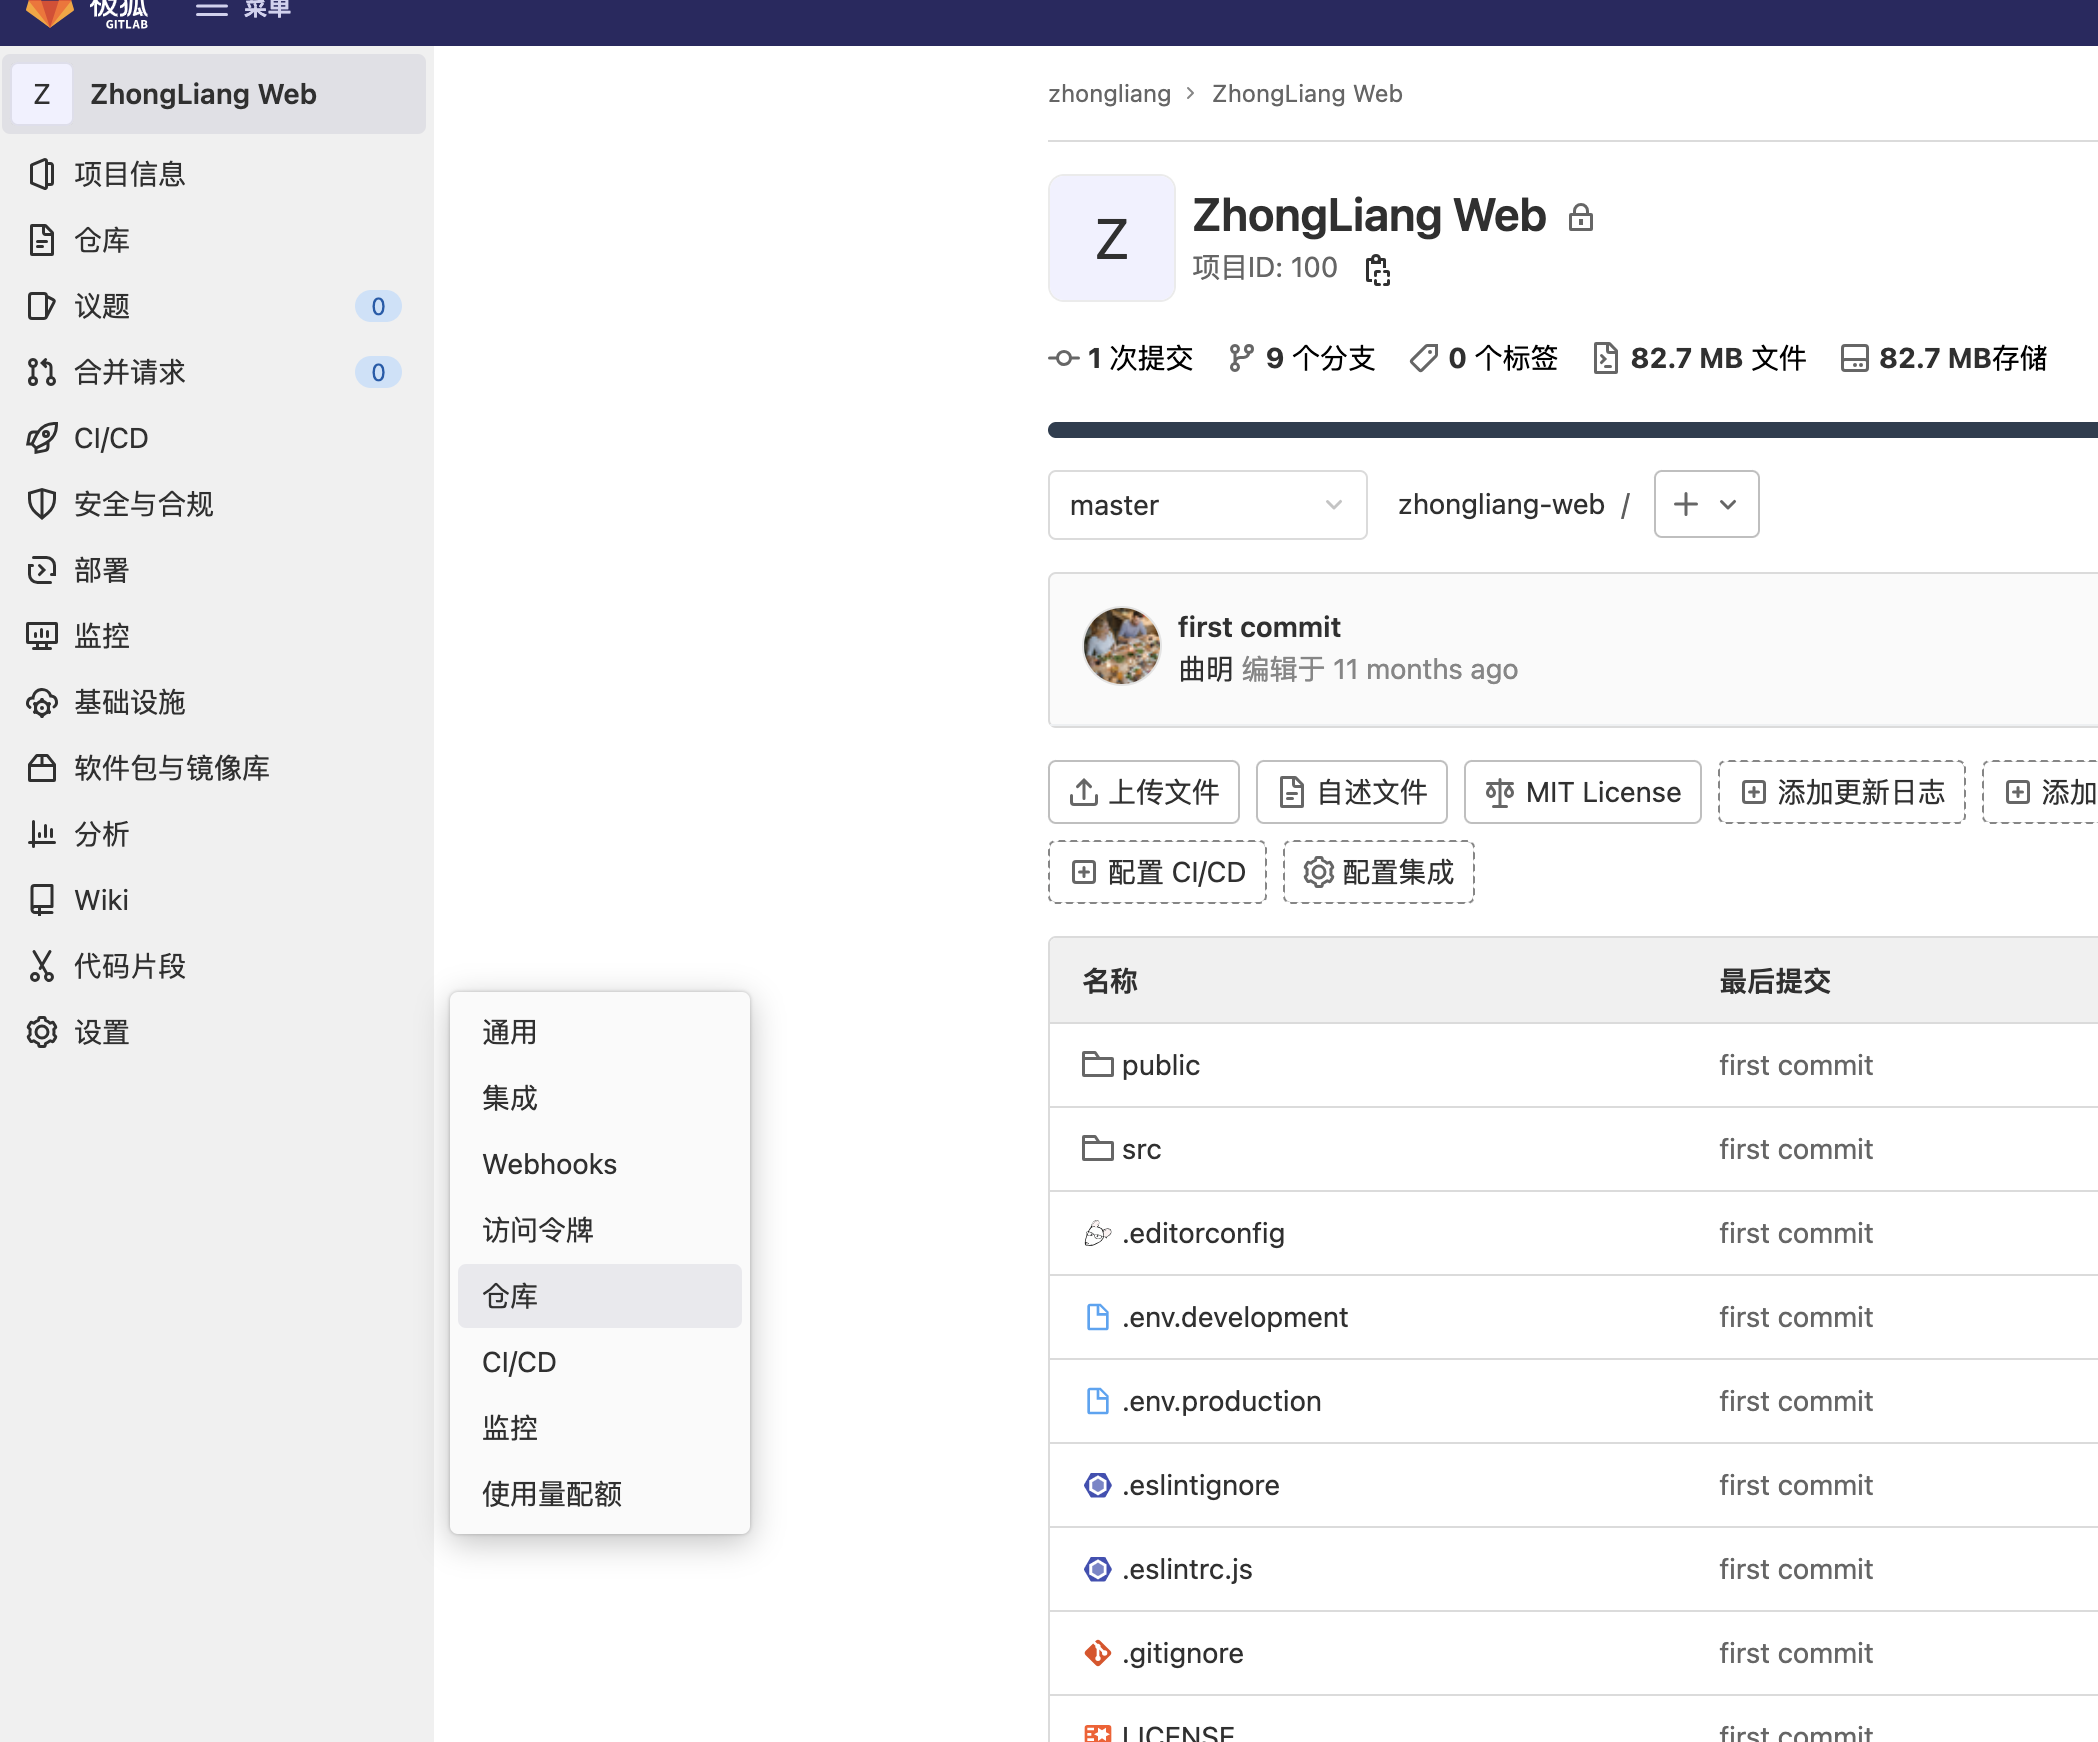 极狐
GITLAB
菜单
Z
ZhongLiang Web
项目信息
仓库
议题
0
合并请求
0
CI/CD
安全与合规
部署
监控
基础设施
软件包与镜像库
分析
Wiki
代码片段
设置
通用
集成
Webhooks
访问令牌
仓库
CI/CD
监控
使用量配额
zhongliang › ZhongLiang Web
Z
ZhongLiang Web
项目ID: 100
1 次提交 9 个分支 0 个标签 82.7 MB 文件 82.7 MB存储
master
zhongliang-web /
first commit
曲明 编辑于 11 months ago
上传文件 自述文件 MIT License 添加更新日志 添加
配置 CI/CD 配置集成
名称 最后提交
public first commit
src first commit
.editorconfig first commit
.env.development first commit
.env.production first commit
.eslintignore first commit
.eslintrc.js first commit
.gitignore first commit
LICENSE first commit